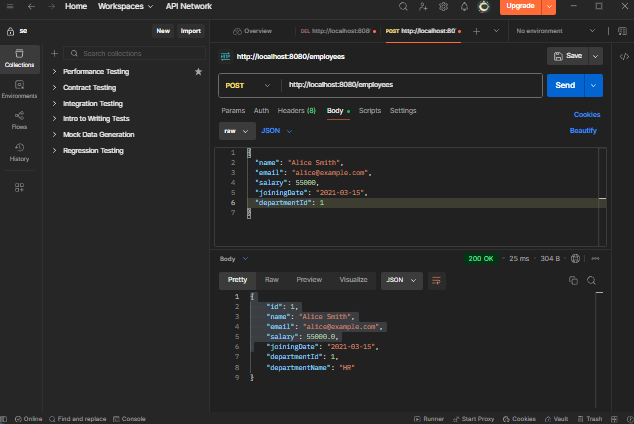 Home Workspaces API Network Upgrade
se New Import
Overview DEL http://localhost:808 POST http://localhost:80 No environment
Collections
Environments
Flows
History
Search collections
Performance Testing
Contract Testing
Integration Testing
Intro to Writing Tests
Mock Data Generation
Regression Testing
http://localhost:8080/employees Save
POST http://localhost:8080/employees Send
Params Auth Headers (8) Body Scripts Settings Cookies
raw JSON Beautify
1 {
2 "name": "Alice Smith",
3 "email": "alice@example.com",
4 "salary": 55000,
5 "joiningDate": "2021-03-15",
6 "departmentId": 1
7 }
Body 200 OK 25 ms 304 B
Pretty Raw Preview Visualize JSON
1 {
2 "id": 1,
3 "name": "Alice Smith",
4 "email": "alice@example.com",
5 "salary": 55000.0,
6 "joiningDate": "2021-03-15",
7 "departmentId": 1,
8 "departmentName": "HR"
9 }
Online Find and replace Console Runner Start Proxy Cookies Vault Trash